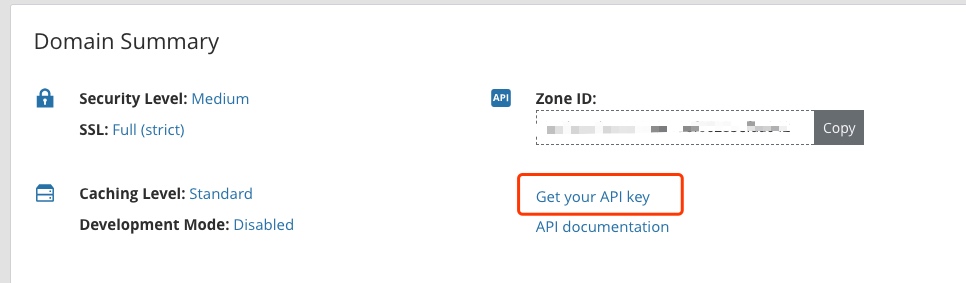 Domain Summary
Security Level: Medium
SSL: Full (strict)
API
Zone ID:
Copy
Caching Level: Standard
Development Mode: Disabled
Get your API key
API documentation